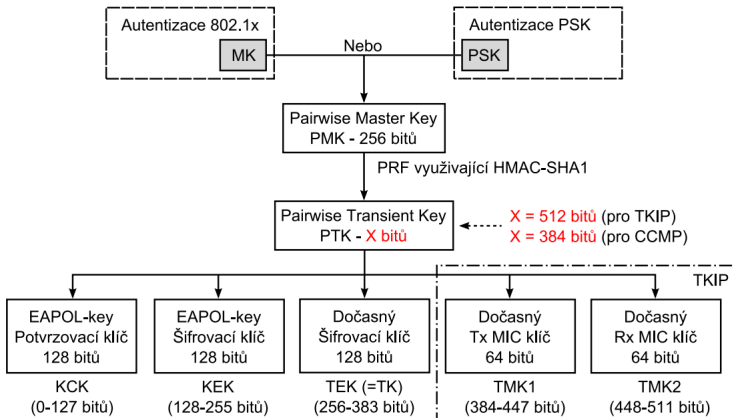 Autentizace 802.1x
MK
Nebo
Autentizace PSK
PSK
Pairwise Master Key
PMK - 256 bitů
PRF využivající HMAC-SHA1
Pairwise Transient Key
PTK - X bitů
X = 512 bitů (pro TKIP)
X = 384 bitů (pro CCMP)
TKIP
EAPOL-key
Potvrzovací klíč
128 bitů
KCK
(0-127 bitů)
EAPOL-key
Šifrovací klíč
128 bitů
KEK
(128-255 bitů)
Dočasný
Šifrovací klíč
128 bitů
TEK (=TK)
(256-383 bitů)
Dočasný
Tx MIC klíč
64 bitů
TMK1
(384-447 bitů)
Dočasný
Rx MIC klíč
64 bitů
TMK2
(448-511 bitů)